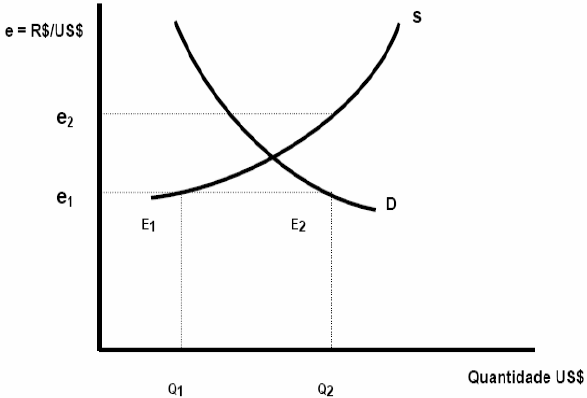 S
e = R$/US$
e₂
e₁
D
E₁ E₂
Quantidade US$
Q₁ Q₂